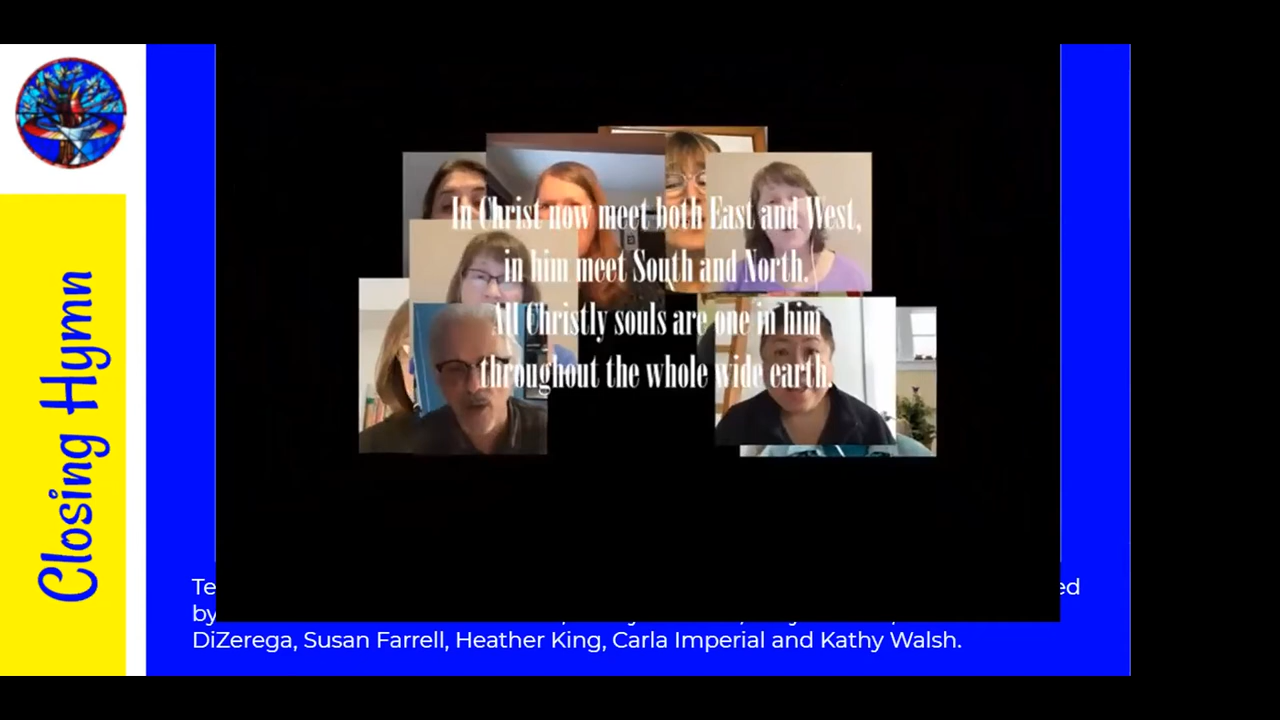 Closing Hymn
In Christ now meet both East and West,
in him meet South and North.
All Christly souls are one in him
throughout the whole wide earth.
by
DiZerega, Susan Farrell, Heather King, Carla Imperial and Kathy Walsh.